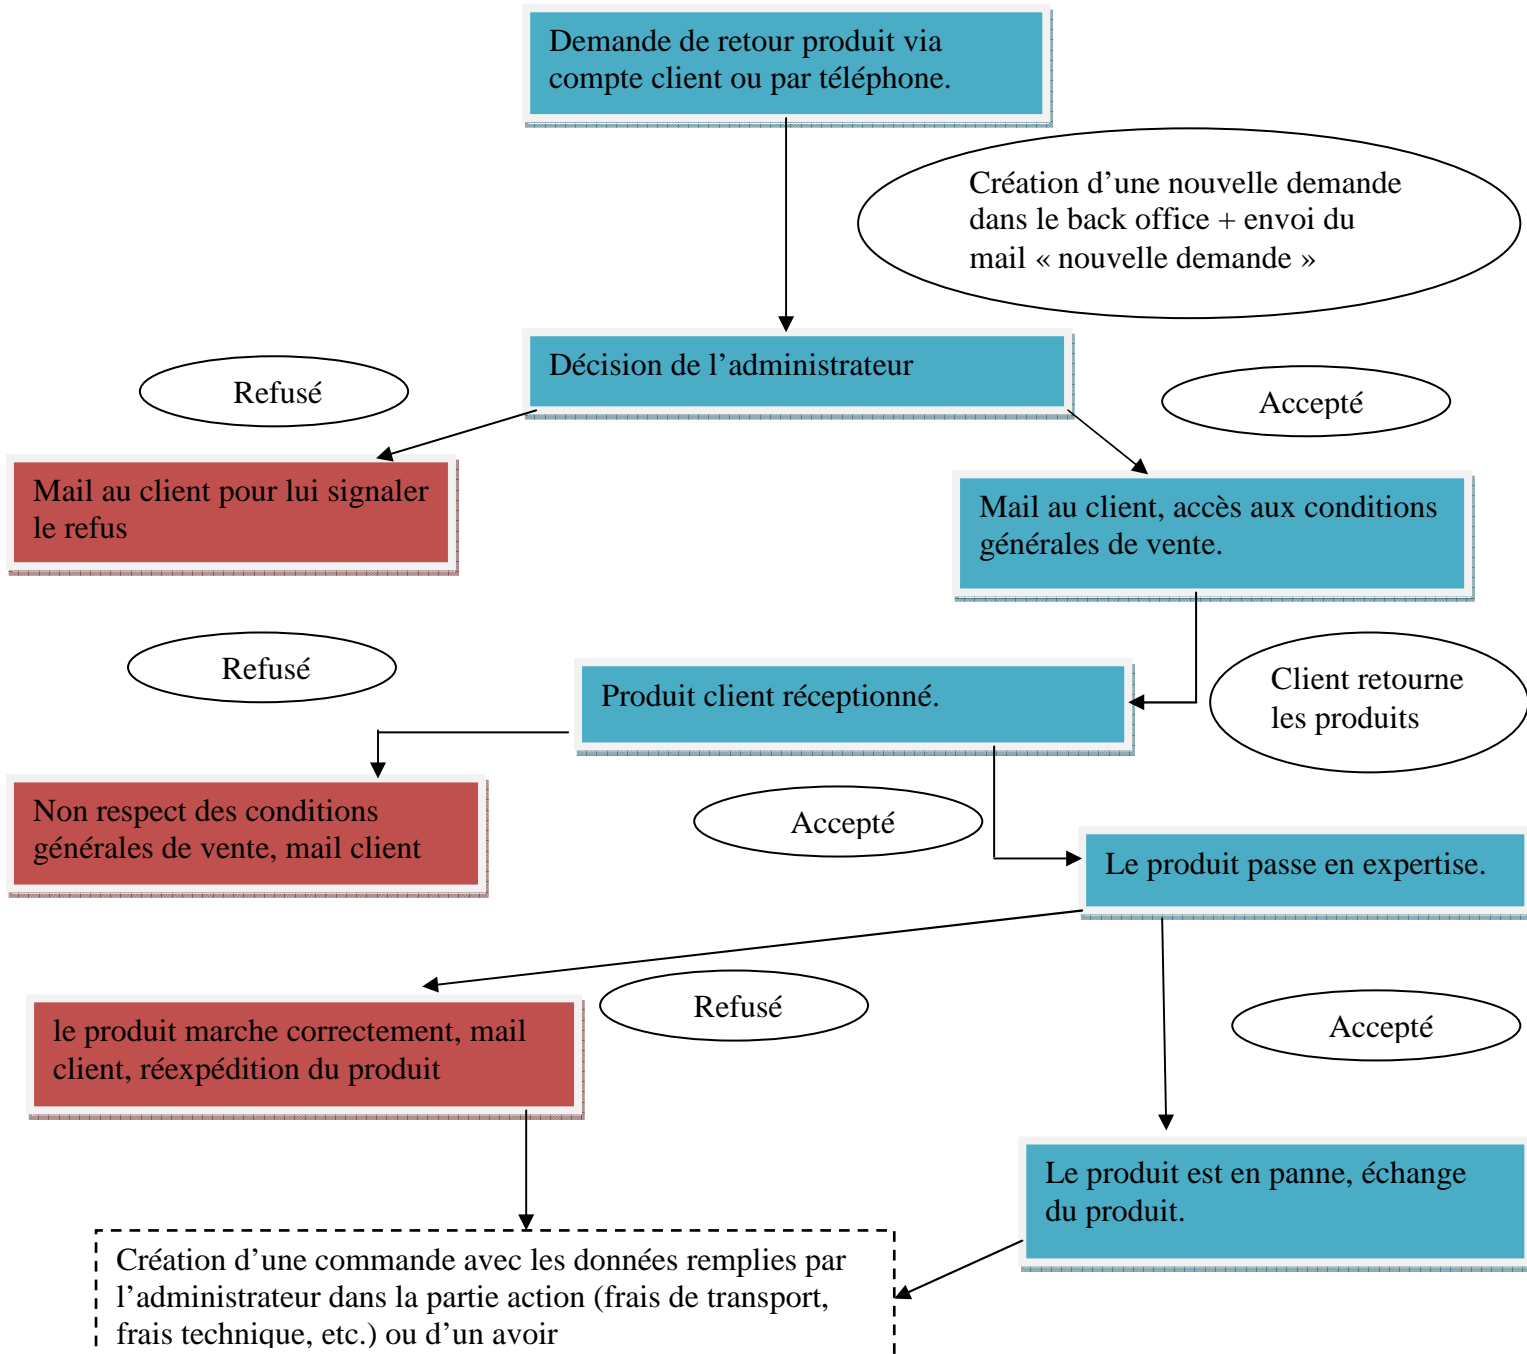 Demande de retour produit via
compte client ou par téléphone.
Création d’une nouvelle demande
dans le back office + envoi du
mail « nouvelle demande »
Décision de l’administrateur
Refusé
Accepté
Mail au client pour lui signaler
le refus
Mail au client, accès aux conditions
générales de vente.
Refusé
Client retourne
les produits
Produit client réceptionné.
Non respect des conditions
générales de vente, mail client
Accepté
Le produit passe en expertise.
Refusé
Accepté
le produit marche correctement, mail
client, réexpédition du produit
Le produit est en panne, échange
du produit.
Création d’une commande avec les données remplies par
l’administrateur dans la partie action (frais de transport,
frais technique, etc.) ou d’un avoir